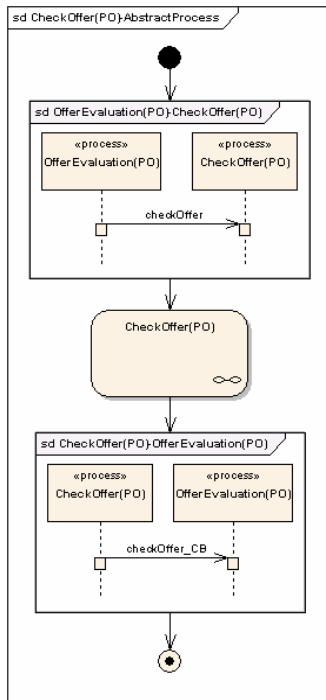 sd CheckOffer(PO)-AbstractProcess
sd OfferEvaluation(PO)-CheckOffer(PO)
«process» «process»
OfferEvaluation(PO) CheckOffer(PO)
checkOffer
CheckOffer(PO)
sd CheckOffer(PO)-OfferEvaluation(PO)
«process» «process»
CheckOffer(PO) OfferEvaluation(PO)
checkOffer_CB